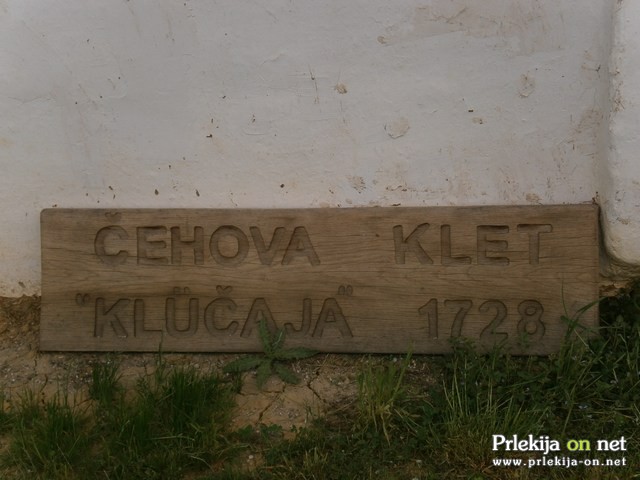 ČEHOVA KLET
"KLÜČAJA" 1728
Prlekija on net
www.prlekija-on.net